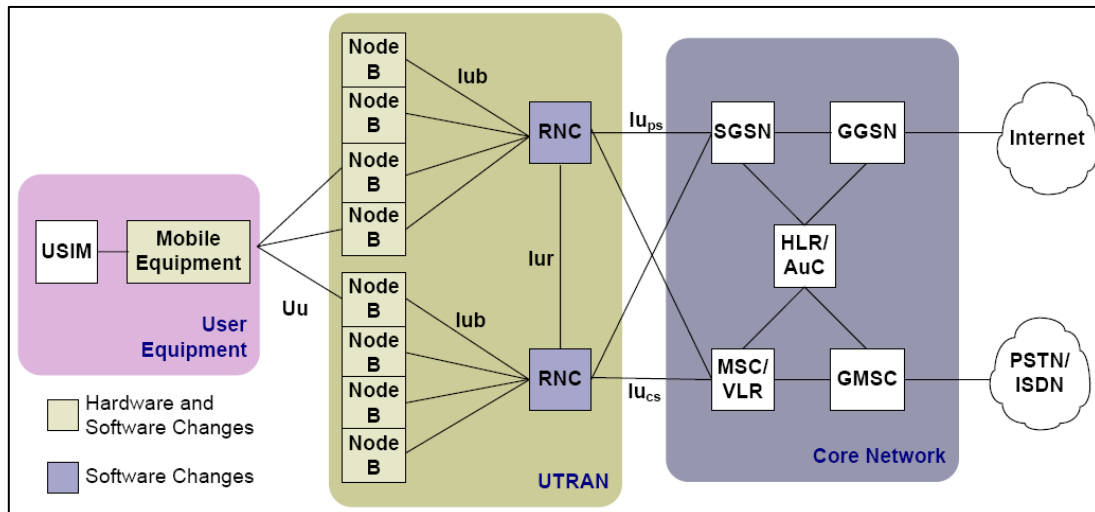 Node
B
Node
B
Node
B
Node
B
Iub
RNC
Iu_ps
SGSN
GGSN
Internet
USIM
Mobile
Equipment
User
Equipment
Uu
Iur
HLR/
AuC
Node
B
Node
B
Node
B
Node
B
Iub
RNC
Iu_cs
MSC/
VLR
GMSC
PSTN/
ISDN
UTRAN
Core Network
Hardware and
Software Changes
Software Changes